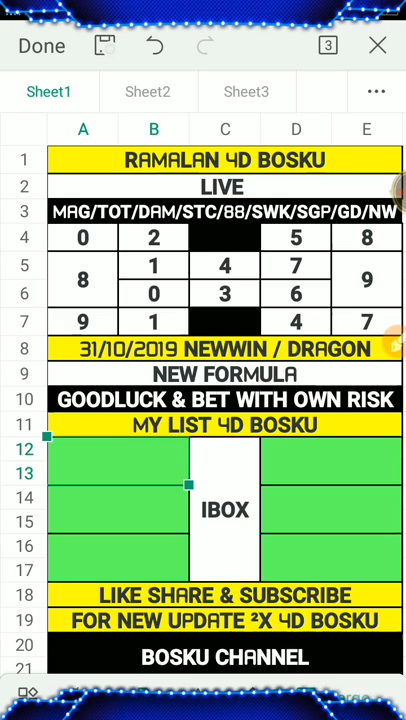 Done 3
Sheet1 Sheet2 Sheet3
A B C D E
1 RAMALAN 4D BOSKU
2 LIVE
3 MAG/TOT/DAM/STC/88/SWK/SGP/GD/NW
4 0 2 5 8
5 8 1 4 7 9
6 0 3 6
7 9 1 4 7
8 31/10/2019 NEWWIN / DRAGON
9 NEW FORMULA
10 GOODLUCK & BET WITH OWN RISK
11 MY LIST 4D BOSKU
12
13
14
15 IBOX
16
17
18 LIKE SHARE & SUBSCRIBE
19 FOR NEW UPDATE ²X 4D BOSKU
20 BOSKU CHANNEL
21